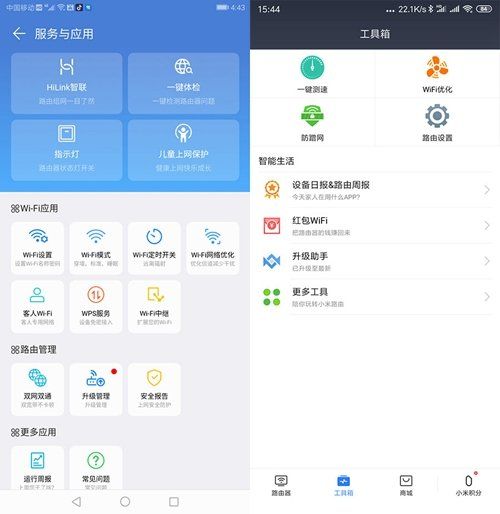 中国移动
4:43
服务与应用
HiLink智联
路由组网一目了然
一键体检
一键检测路由器问题
指示灯
路由器状态灯开关
儿童上网保护
健康上网快乐成长
Wi-Fi应用
Wi-Fi设置
设置Wi-Fi名称密码
Wi-Fi模式
穿墙、标准、睡眠
Wi-Fi定时开关
远离辐射
Wi-Fi网络优化
优化信道减少干扰
客人Wi-Fi
客人专用网络
WPS服务
设备免密接入
Wi-Fi中继
扩展您的Wi-Fi
路由管理
双网双通
双宽带不卡顿
升级管理
升级管理
安全报告
上网安全防护
更多应用
运行周报
常见问题
常见问题
15:44
... 22.1K/s
64
工具箱
一键测速
WiFi优化
防蹭网
路由设置
智能生活
设备日报&路由周报
今天家人在用什么APP?
红包WiFi
把路由器的钱赚回来
升级助手
已升级至最新
更多工具
陪你玩转小米路由
路由器
工具箱
商城
小米积分